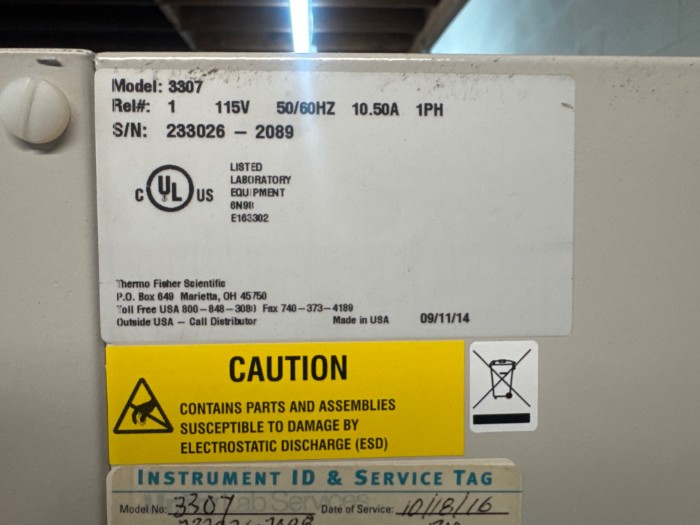 Model: 3307
Rel#: 1 115V 50/60HZ 10.50A 1PH
S/N: 233026 - 2089
C UL US
LISTED
LABORATORY
EQUIPMENT
6N98
E163302
Thermo Fisher Scientific
P.O. Box 649 Marietta, OH 45750
Toll Free USA 800-848-3080 Fax 740-373-4189
Outside USA - Call Distributor Made in USA 09/11/14
CAUTION
CONTAINS PARTS AND ASSEMBLIES
SUSCEPTIBLE TO DAMAGE BY
ELECTROSTATIC DISCHARGE (ESD)
INSTRUMENT ID & SERVICE TAG
Lab Services
Model No: 3307 Date of Service: 10/18/16